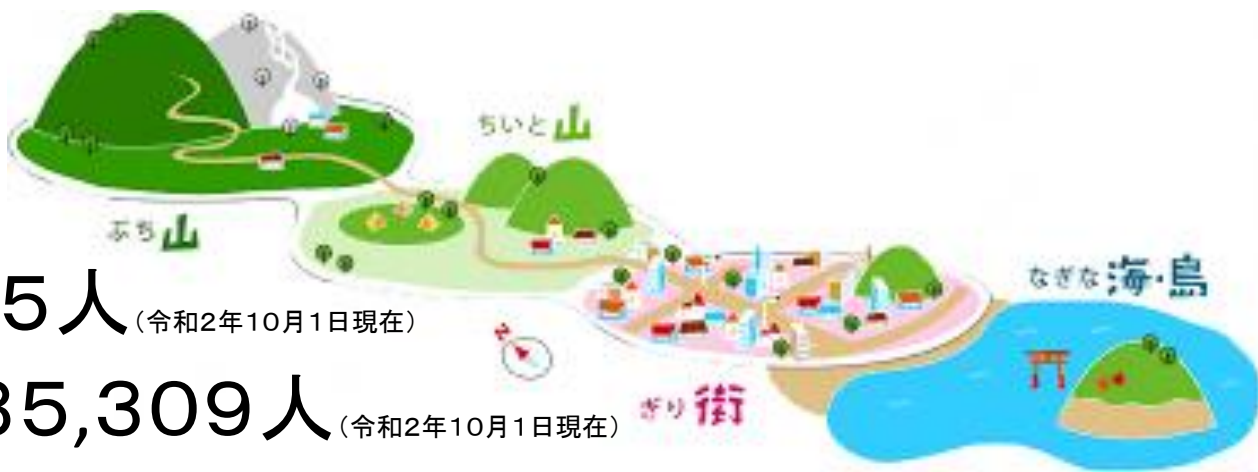 ちいと山
ぶち山
なぎな海・島
5人(令和2年10月1日現在)
35,309人(令和2年10月1日現在)
ぎり街